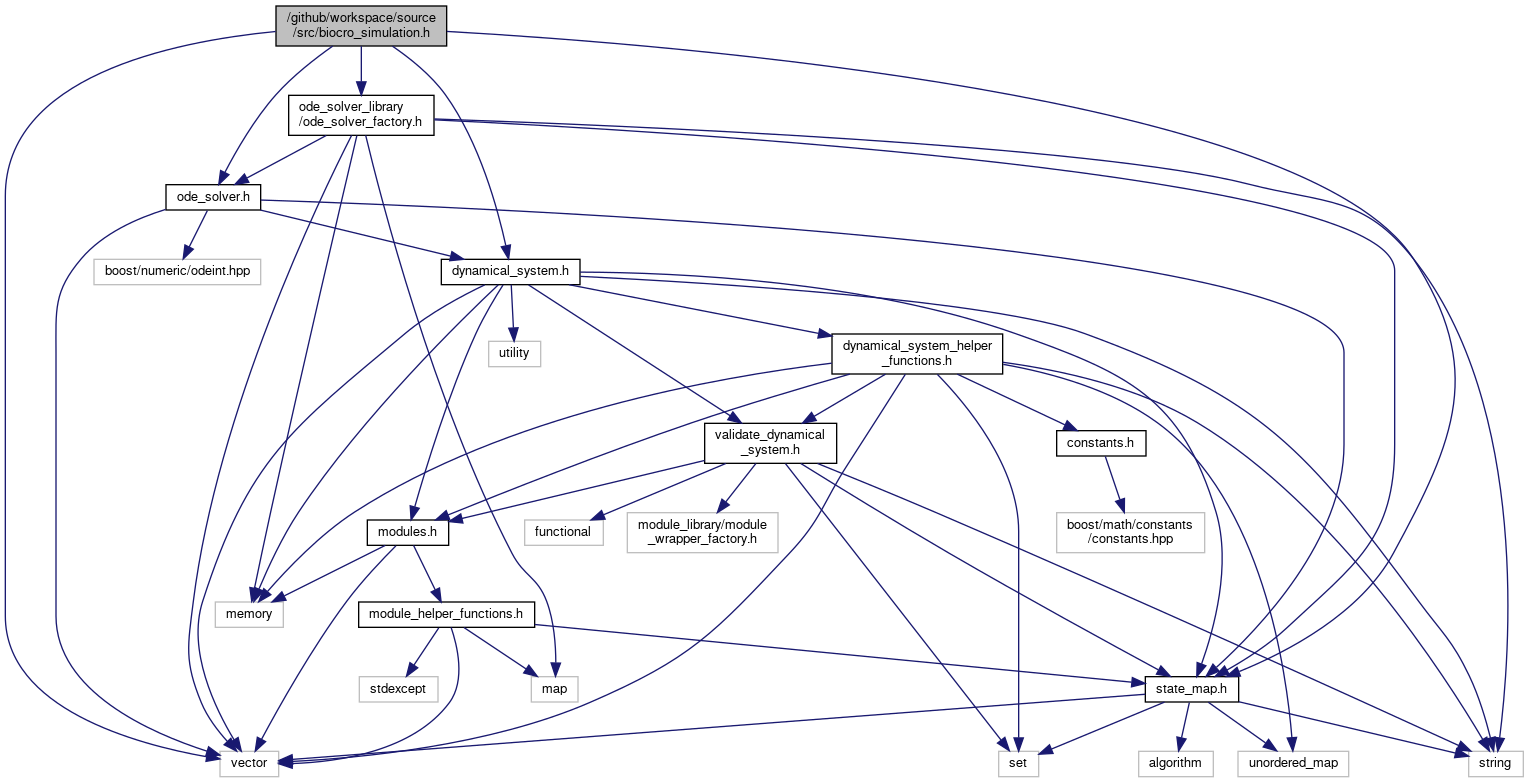 /github/workspace/source
/src/biocro_simulation.h
ode_solver_library
/ode_solver_factory.h
ode_solver.h
boost/numeric/odeint.hpp
dynamical_system.h
utility
dynamical_system_helper
_functions.h
validate_dynamical
_system.h
constants.h
modules.h
functional
module_library/module
_wrapper_factory.h
boost/math/constants
/constants.hpp
memory
module_helper_functions.h
stdexcept
map
state_map.h
vector
set
algorithm
unordered_map
string